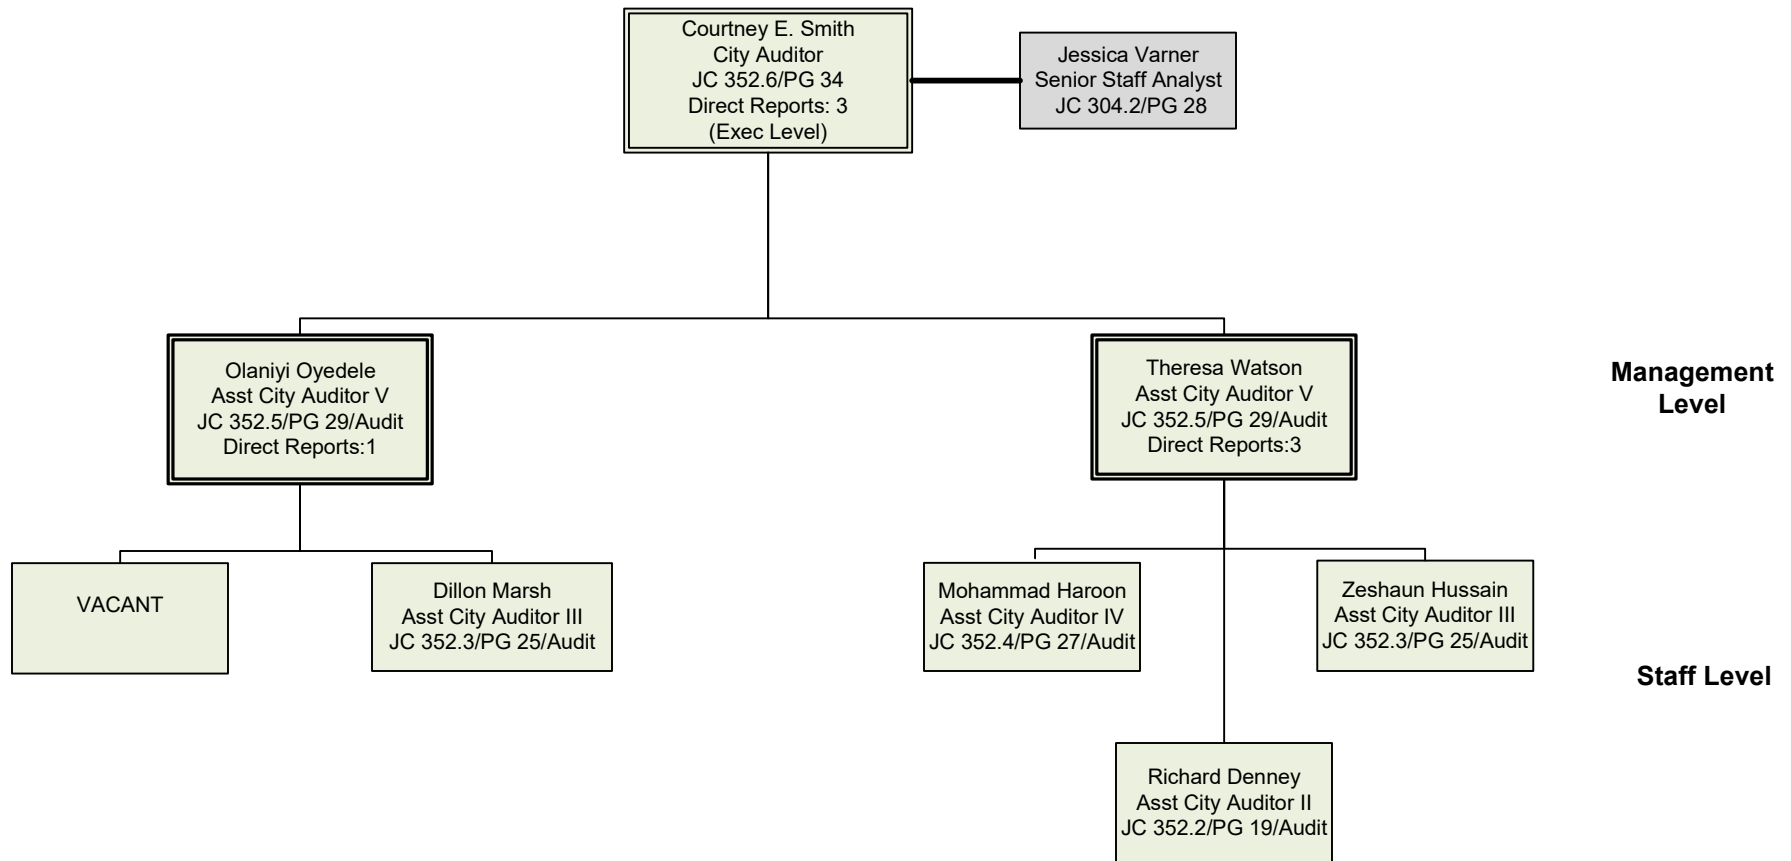 Courtney E. Smith
City Auditor
JC 352.6/PG 34
Direct Reports: 3
(Exec Level)
Jessica Varner
Senior Staff Analyst
JC 304.2/PG 28
Olaniyi Oyedele
Asst City Auditor V
JC 352.5/PG 29/Audit
Direct Reports:1
Theresa Watson
Asst City Auditor V
JC 352.5/PG 29/Audit
Direct Reports:3
Management
Level
VACANT
Dillon Marsh
Asst City Auditor III
JC 352.3/PG 25/Audit
Mohammad Haroon
Asst City Auditor IV
JC 352.4/PG 27/Audit
Zeshaun Hussain
Asst City Auditor III
JC 352.3/PG 25/Audit
Staff Level
Richard Denney
Asst City Auditor II
JC 352.2/PG 19/Audit